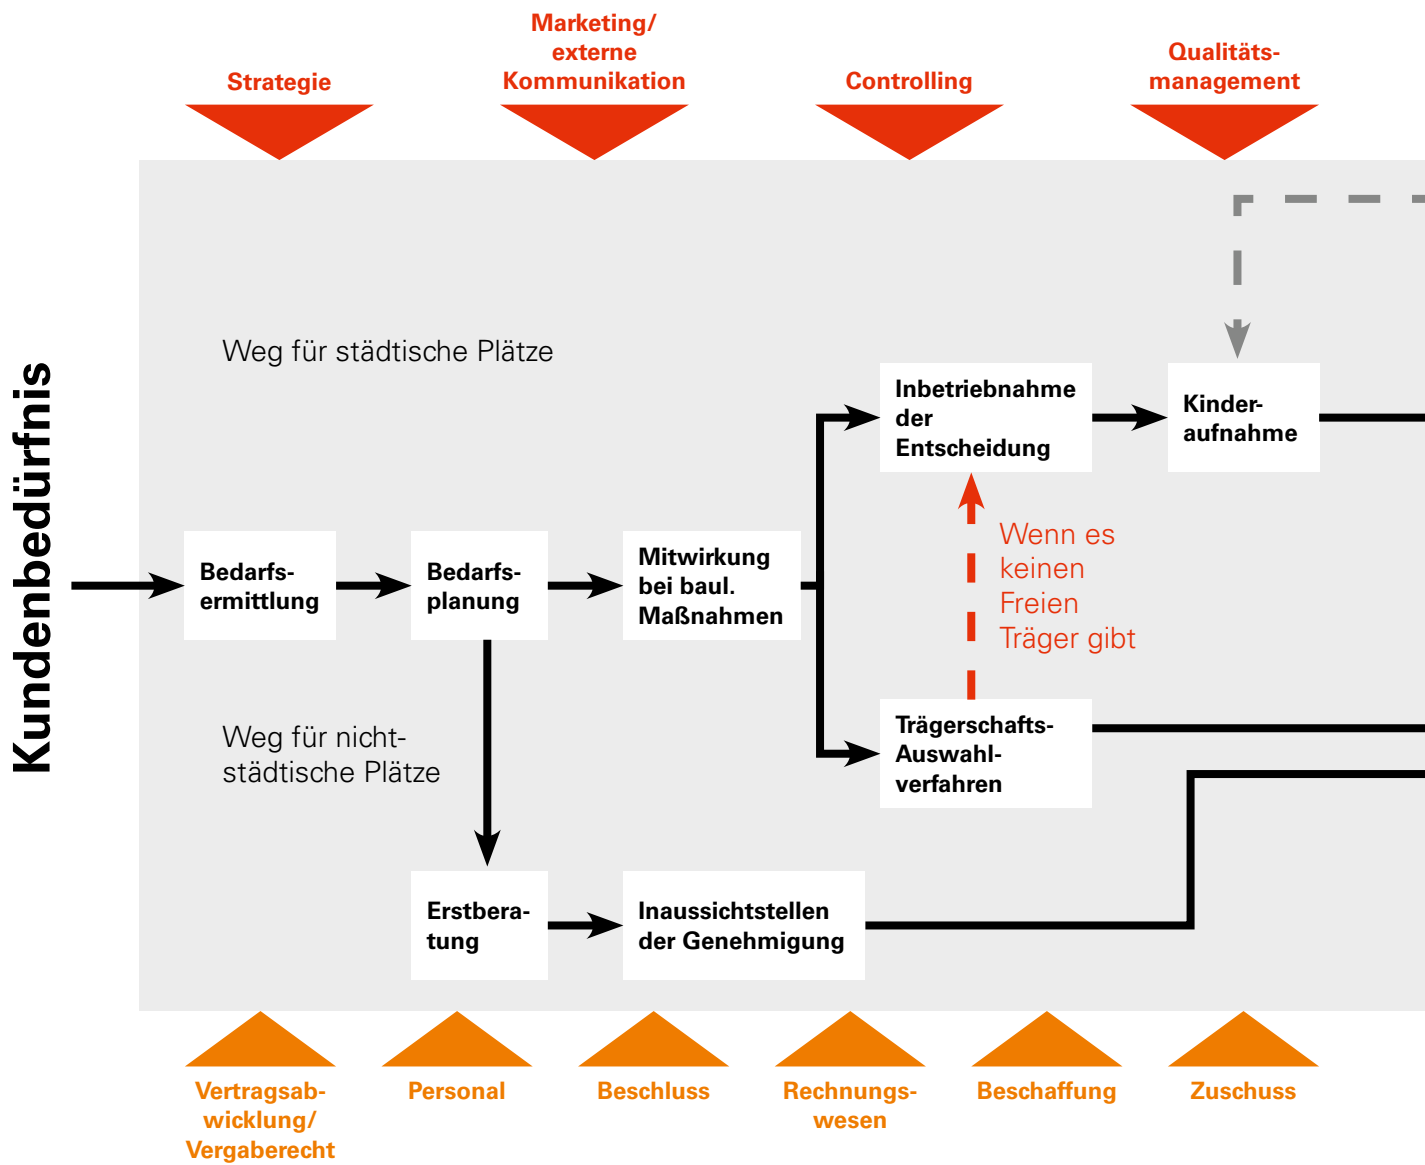 Marketing/
externe
Kommunikation
Strategie
Controlling
Qualitäts-
management
Kundenbedürfnis
Weg für städtische Plätze
Inbetriebnahme
der
Entscheidung
Kinder-
aufnahme
Wenn es
keinen
Freien
Träger gibt
Bedarfs-
ermittlung
Bedarfs-
planung
Mitwirkung
bei baul.
Maßnahmen
Weg für nicht-
städtische Plätze
Trägerschafts-
Auswahl-
verfahren
Erstbera-
tung
Inaussichtstellen
der Genehmigung
Vertragsab-
wicklung/
Vergaberecht
Personal
Beschluss
Rechnungs-
wesen
Beschaffung
Zuschuss